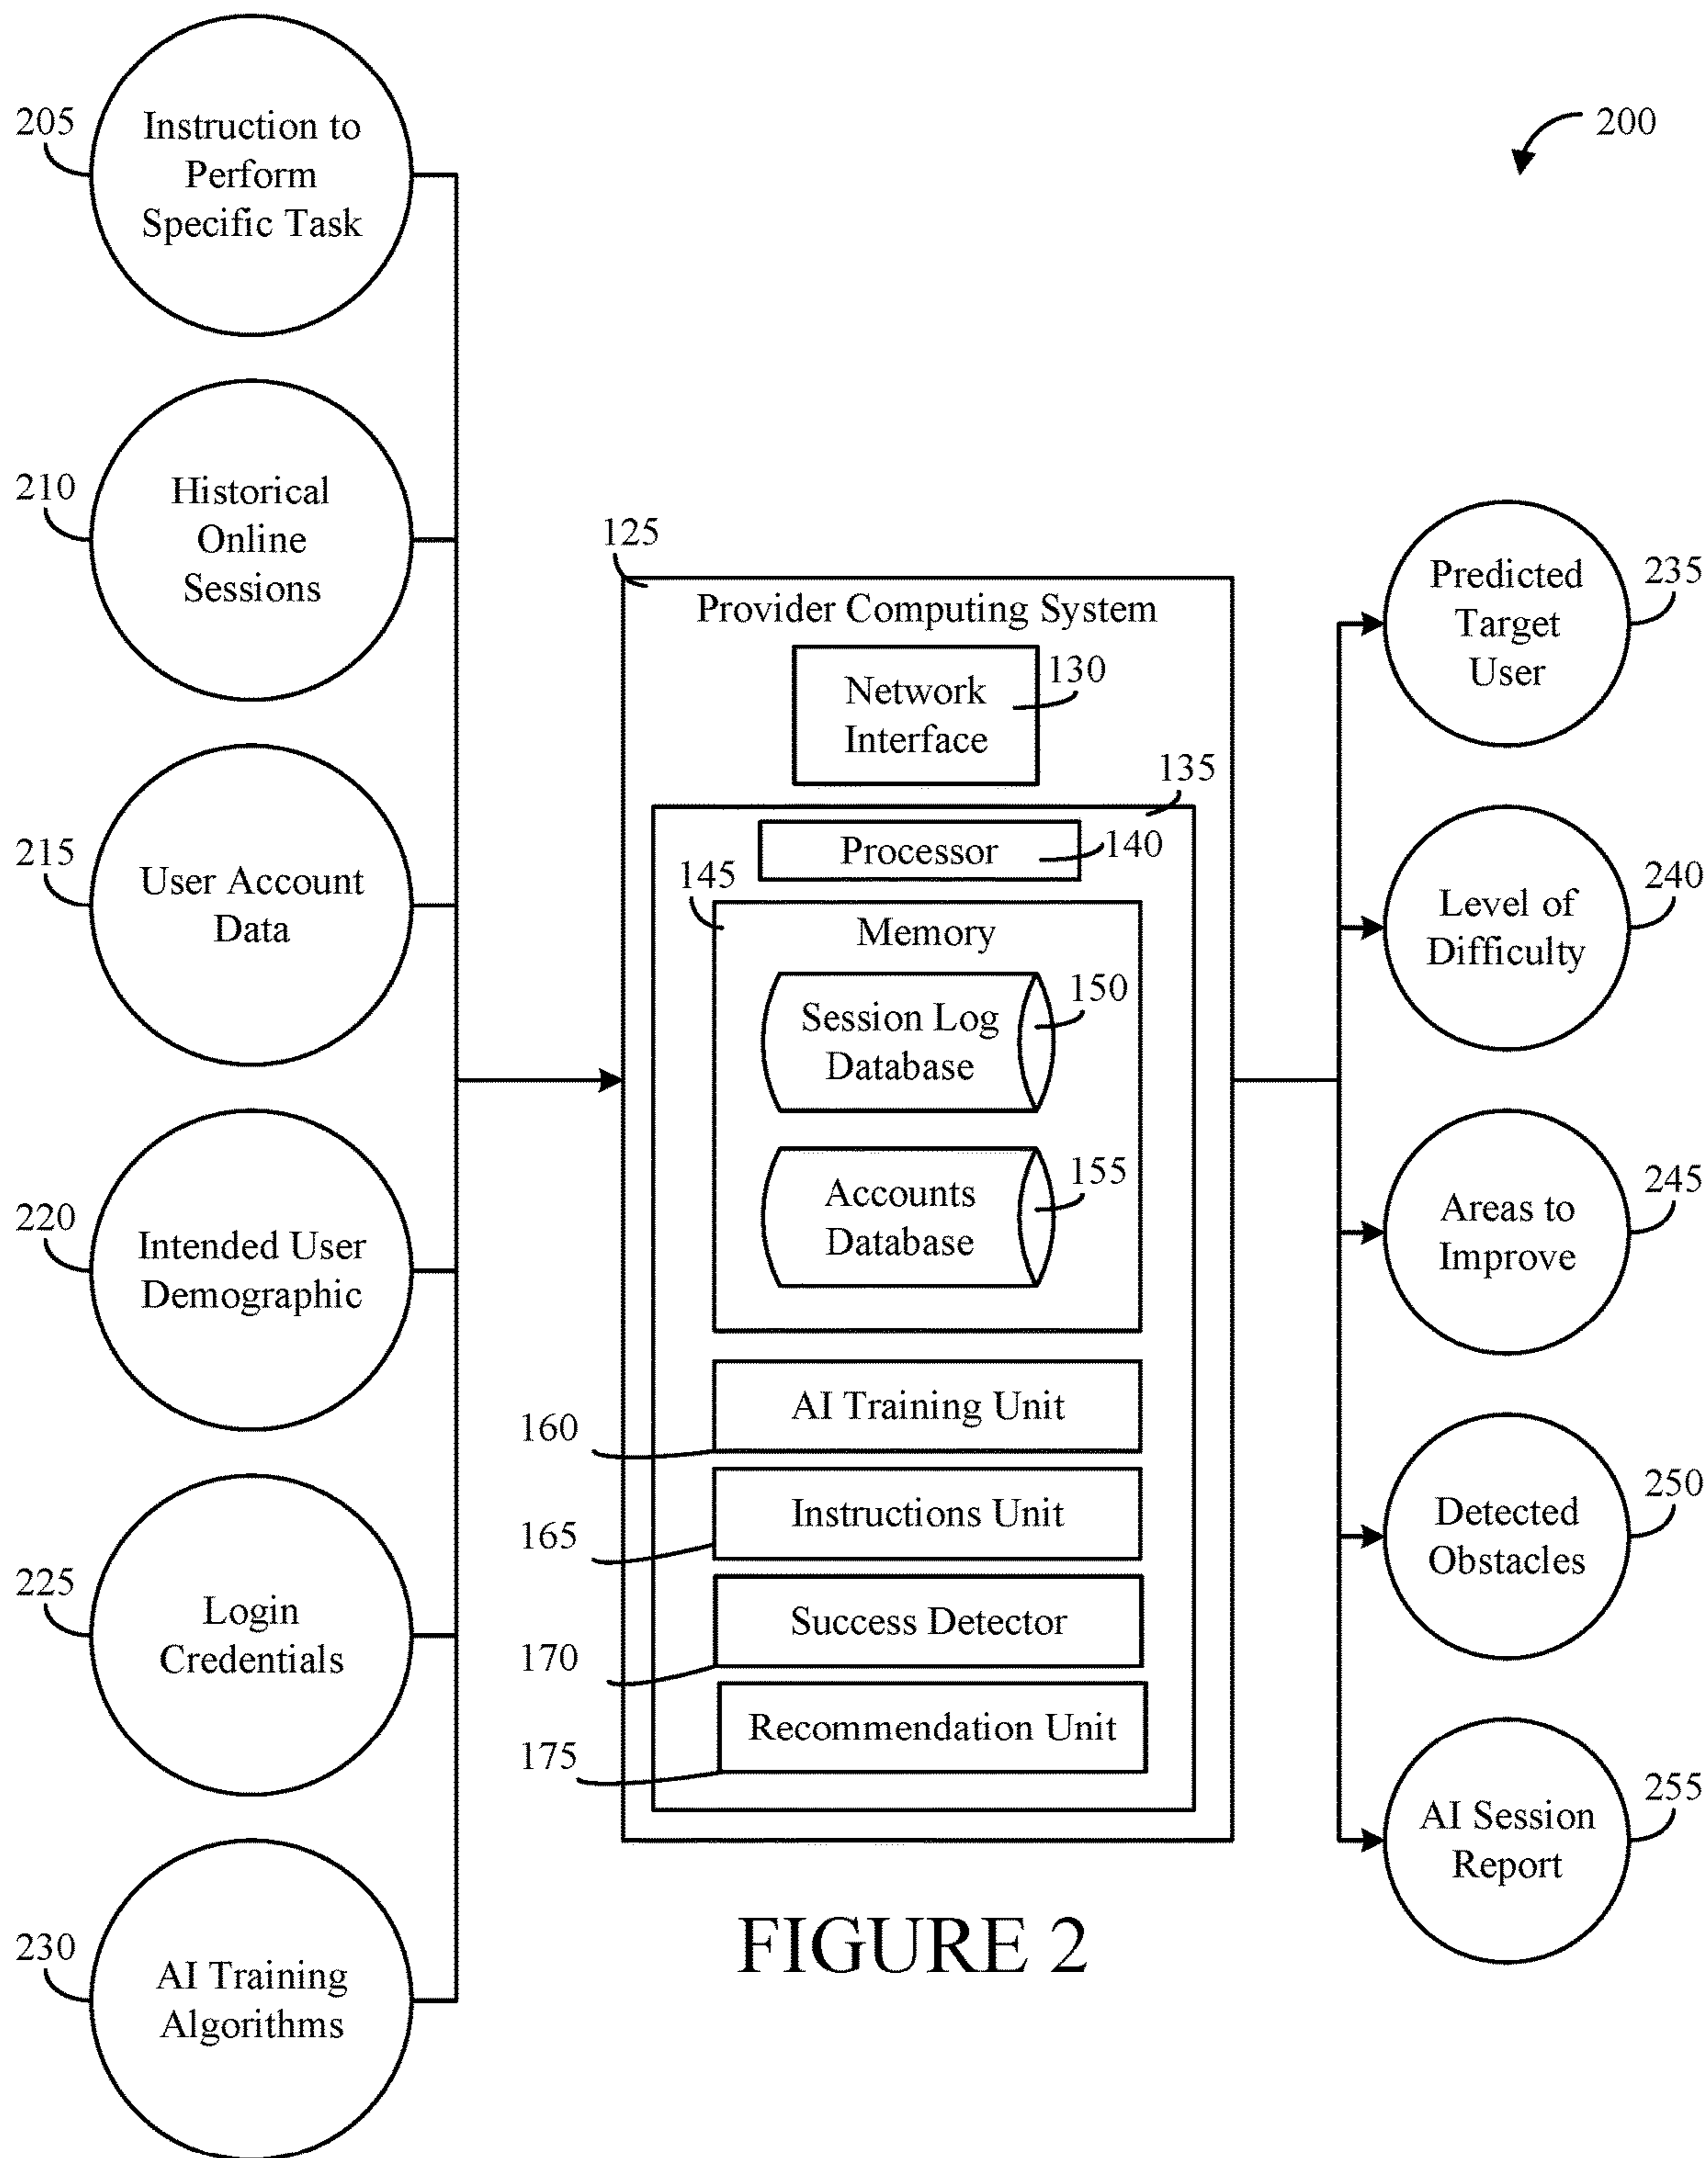 200
205
Instruction to
Perform
Specific Task
210
Historical
Online
Sessions
215
User Account
Data
220
Intended User
Demographic
225
Login
Credentials
230
AI Training
Algorithms
125
Provider Computing System
Network
Interface
130
135
Processor
140
145
Memory
Session Log
Database
150
Accounts
Database
155
AI Training Unit
160
Instructions Unit
165
Success Detector
170
Recommendation Unit
175
Predicted
Target
User
235
Level of
Difficulty
240
Areas to
Improve
245
Detected
Obstacles
250
AI Session
Report
255
FIGURE 2